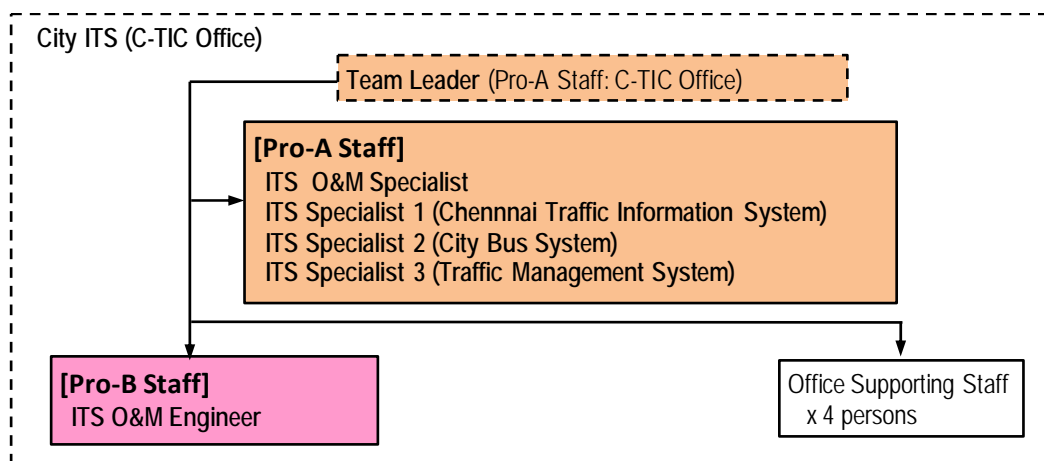 City ITS (C-TIC Office)
Team Leader (Pro-A Staff: C-TIC Office)
[Pro-A Staff]
ITS O&M Specialist
ITS Specialist 1 (Chennnai Traffic Information System)
ITS Specialist 2 (City Bus System)
ITS Specialist 3 (Traffic Management System)
[Pro-B Staff]
ITS O&M Engineer
Office Supporting Staff
x 4 persons